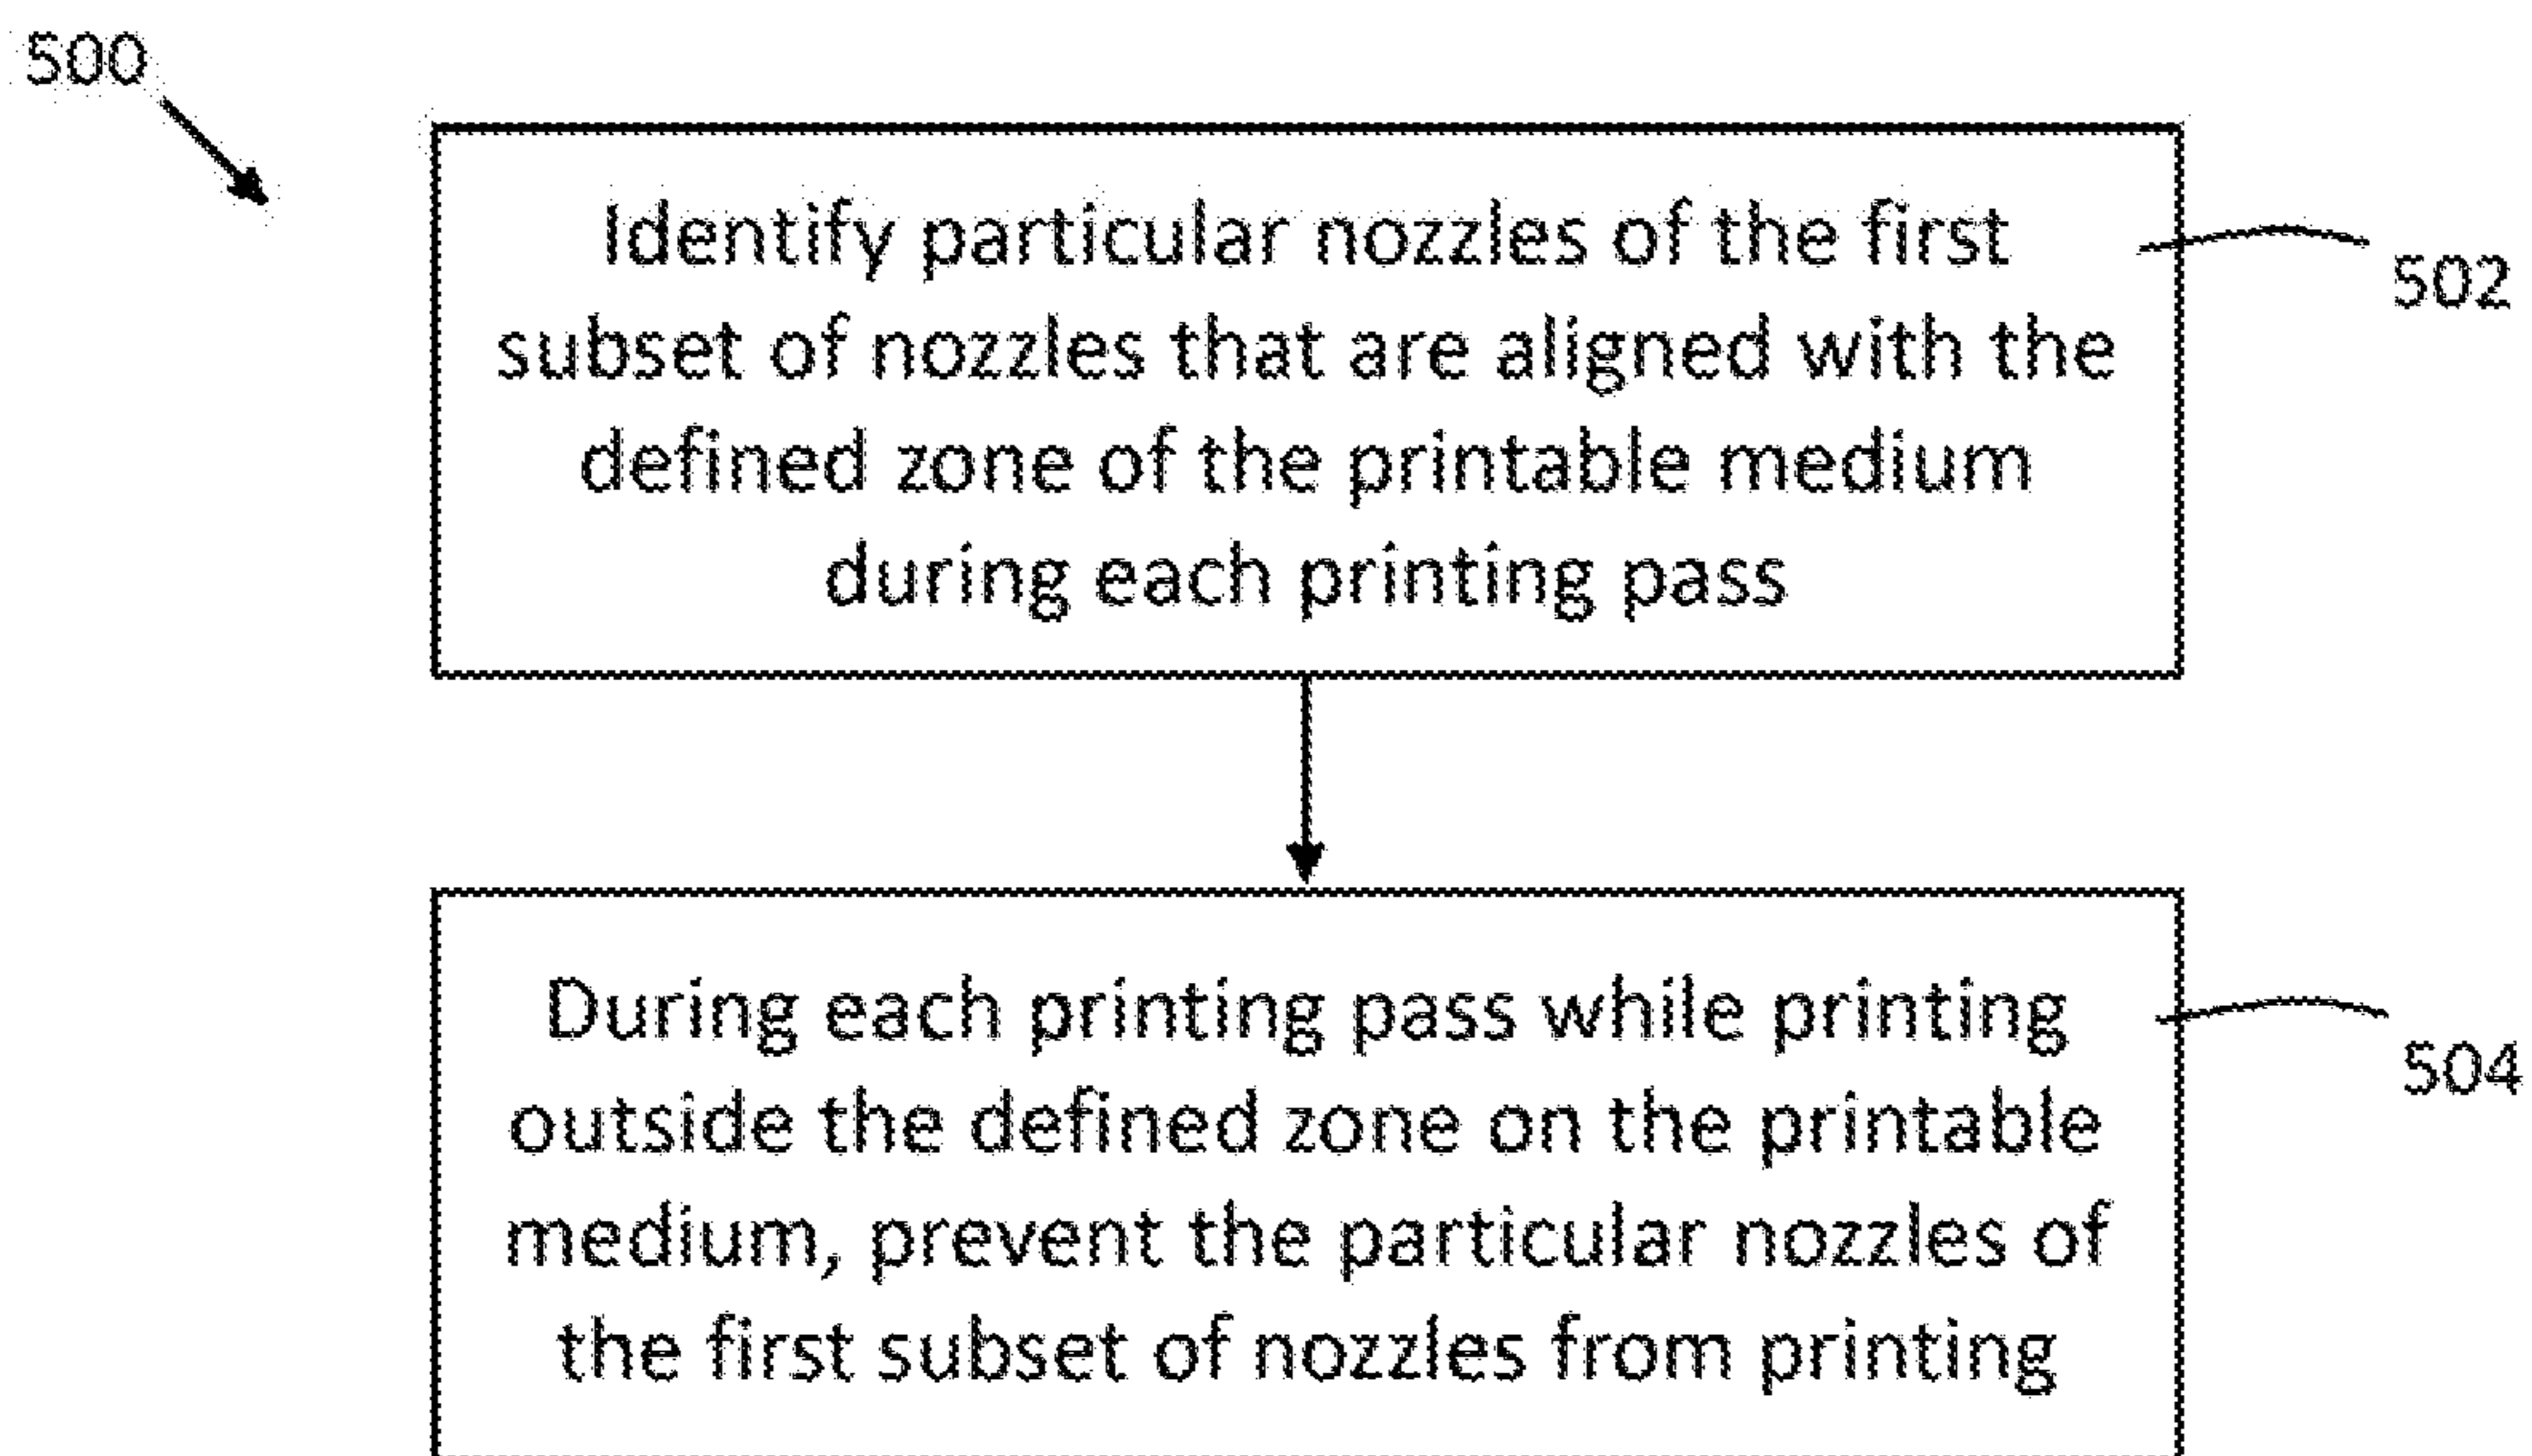 500
Identify particular nozzles of the first
502
subset of nozzles that are aligned with the
defined zone of the printable medium
during each printing pass
During each printing pass while printing
504
outside the defined zone on the printable
medium, prevent the particular nozzles of
the first subset of nozzles from printing